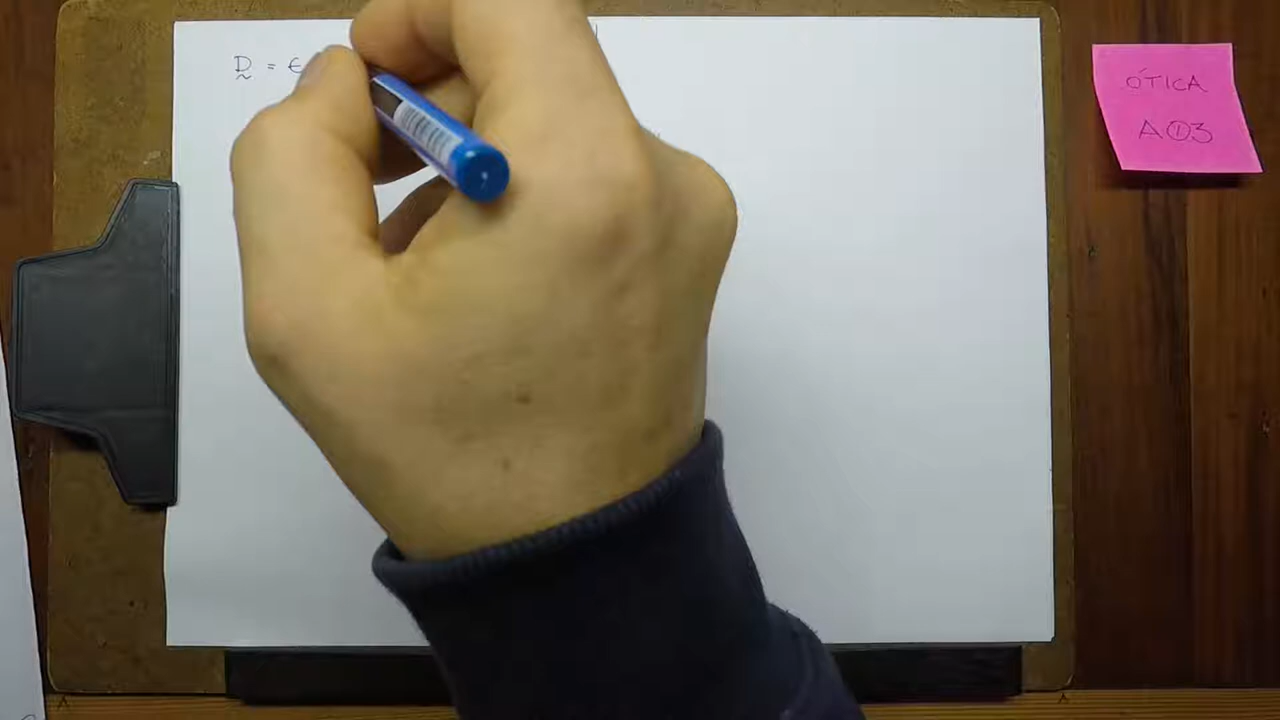 D = ϵ
ÓTICA
A①3